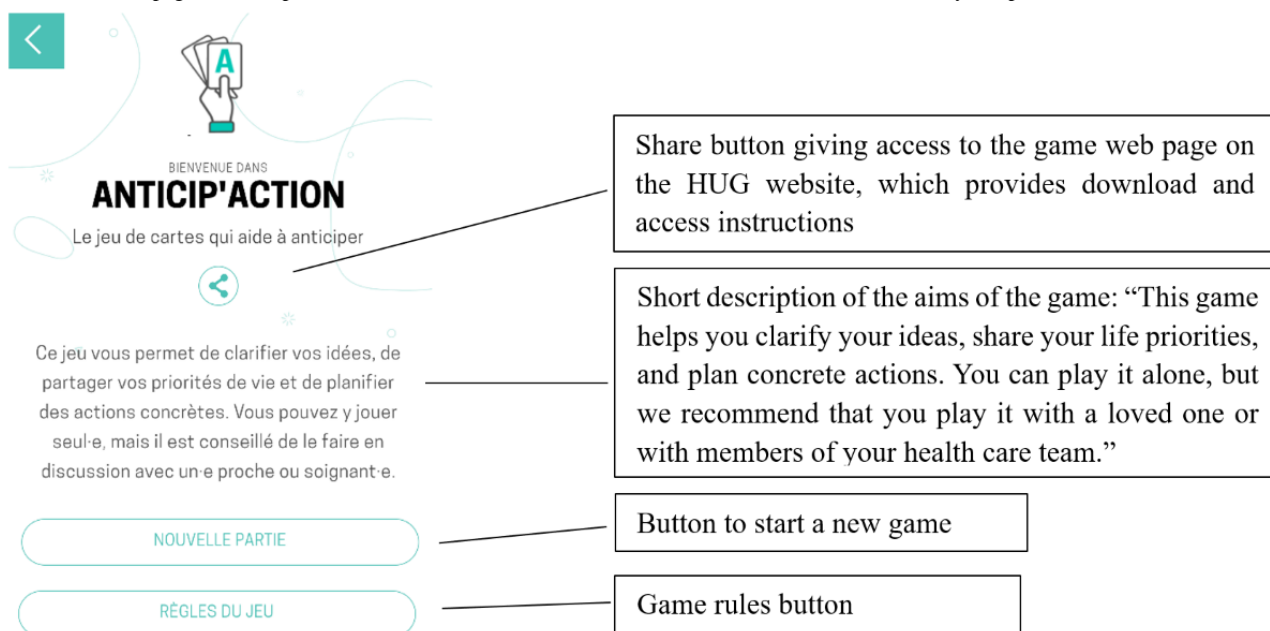 A
BIENVENUE DANS
ANTICIP'ACTION
Le jeu de cartes qui aide à anticiper
Ce jeu vous permet de clarifier vos idées, de
partager vos priorités de vie et de planifier
des actions concrètes. Vous pouvez y jouer
seul·e, mais il est conseillé de le faire en
discussion avec un·e proche ou soignant·e.
NOUVELLE PARTIE
RÈGLES DU JEU
Share button giving access to the game web page on
the HUG website, which provides download and
access instructions
Short description of the aims of the game: “This game
helps you clarify your ideas, share your life priorities,
and plan concrete actions. You can play it alone, but
we recommend that you play it with a loved one or
with members of your health care team.”
Button to start a new game
Game rules button